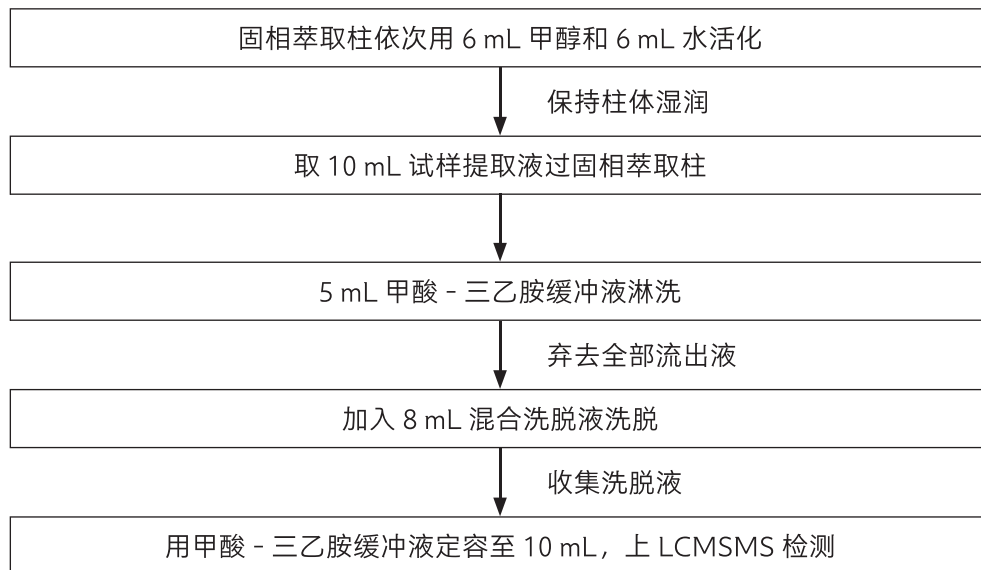 固相萃取柱依次用 6 mL 甲醇和 6 mL 水活化
保持柱体湿润
取 10 mL 试样提取液过固相萃取柱
5 mL 甲酸 - 三乙胺缓冲液淋洗
弃去全部流出液
加入 8 mL 混合洗脱液洗脱
收集洗脱液
用甲酸 - 三乙胺缓冲液定容至 10 mL，上 LCMSMS 检测